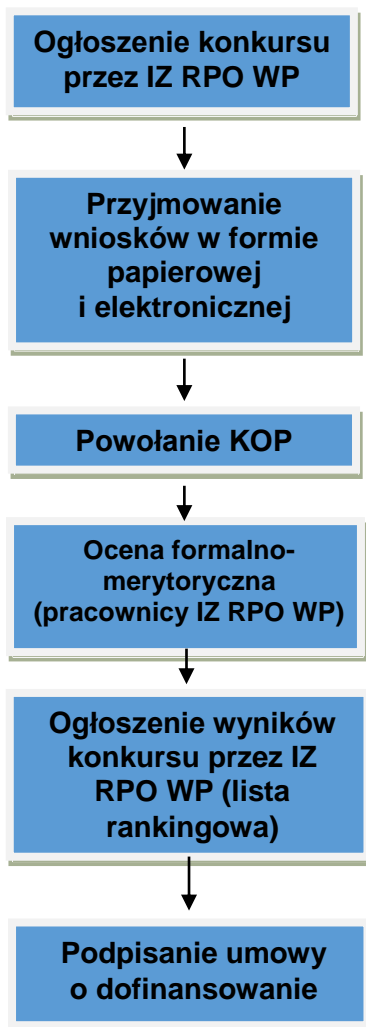 Ogłoszenie konkursu
przez IZ RPO WP
Przyjmowanie
wniosków w formie
papierowej
i elektronicznej
Powołanie KOP
Ocena formalno-
merytoryczna
(pracownicy IZ RPO WP)
Ogłoszenie wyników
konkursu przez IZ
RPO WP (lista
rankingowa)
Podpisanie umowy
o dofinansowanie